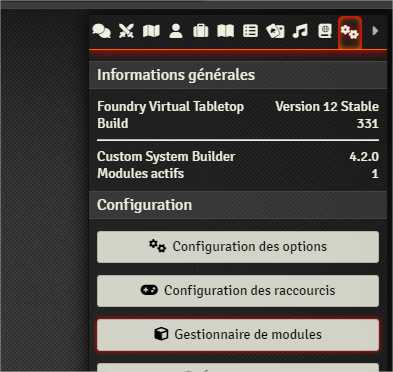 Informations générales
Foundry Virtual Tabletop Version 12 Stable
Build 331
Custom System Builder 4.2.0
Modules actifs 1
Configuration
Configuration des options
Configuration des raccourcis
Gestionnaire de modules